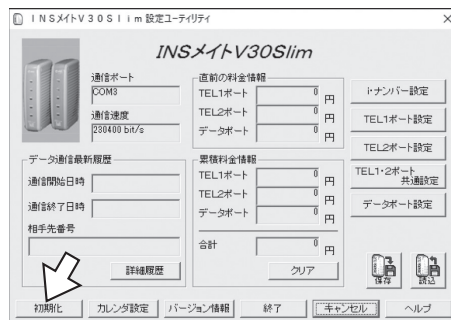 INSメイトV30Slim 設定ユーティリティ
INSメイトV30Slim
通信ポート
COM3
通信速度
230400 bit/s
直前の料金情報
TEL1ポート 0 円
TEL2ポート 0 円
データポート 0 円
i・ナンバー設定
TEL1ポート設定
TEL2ポート設定
TEL1・2ポート
共通設定
データポート設定
データ通信最新履歴
通信開始日時
通信終了日時
相手先番号
詳細履歴
累積料金情報
TEL1ポート 0 円
TEL2ポート 0 円
データポート 0 円
合計 0 円
クリア
保存 読込
初期化 カレンダ設定 バージョン情報 終了 キャンセル ヘルプ